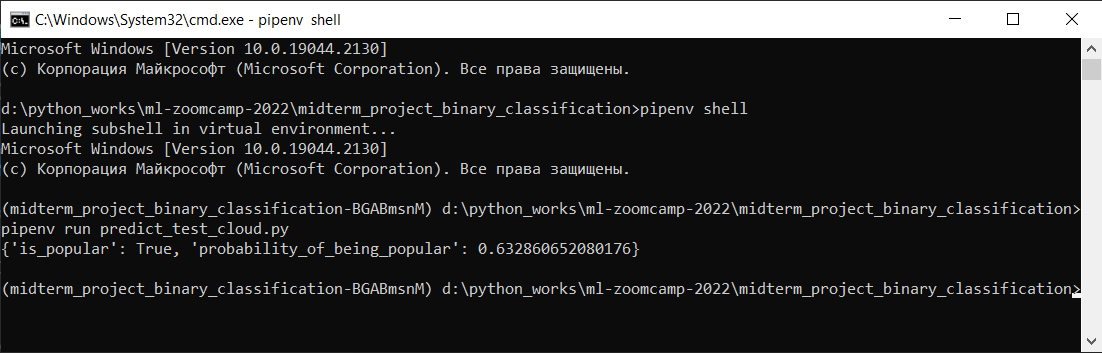 C:\Windows\System32\cmd.exe - pipenv  shell
Microsoft Windows [Version 10.0.19044.2130]
(c) Корпорация Майкрософт (Microsoft Corporation). Все права защищены.
d:\python_works\ml-zoomcamp-2022\midterm_project_binary_classification>pipenv shell
Launching subshell in virtual environment...
Microsoft Windows [Version 10.0.19044.2130]
(c) Корпорация Майкрософт (Microsoft Corporation). Все права защищены.
(midterm_project_binary_classification-BGABmsnM) d:\python_works\ml-zoomcamp-2022\midterm_project_binary_classification>
pipenv run predict_test_cloud.py
{'is_popular': True, 'probability_of_being_popular': 0.632860652080176}
(midterm_project_binary_classification-BGABmsnM) d:\python_works\ml-zoomcamp-2022\midterm_project_binary_classification>